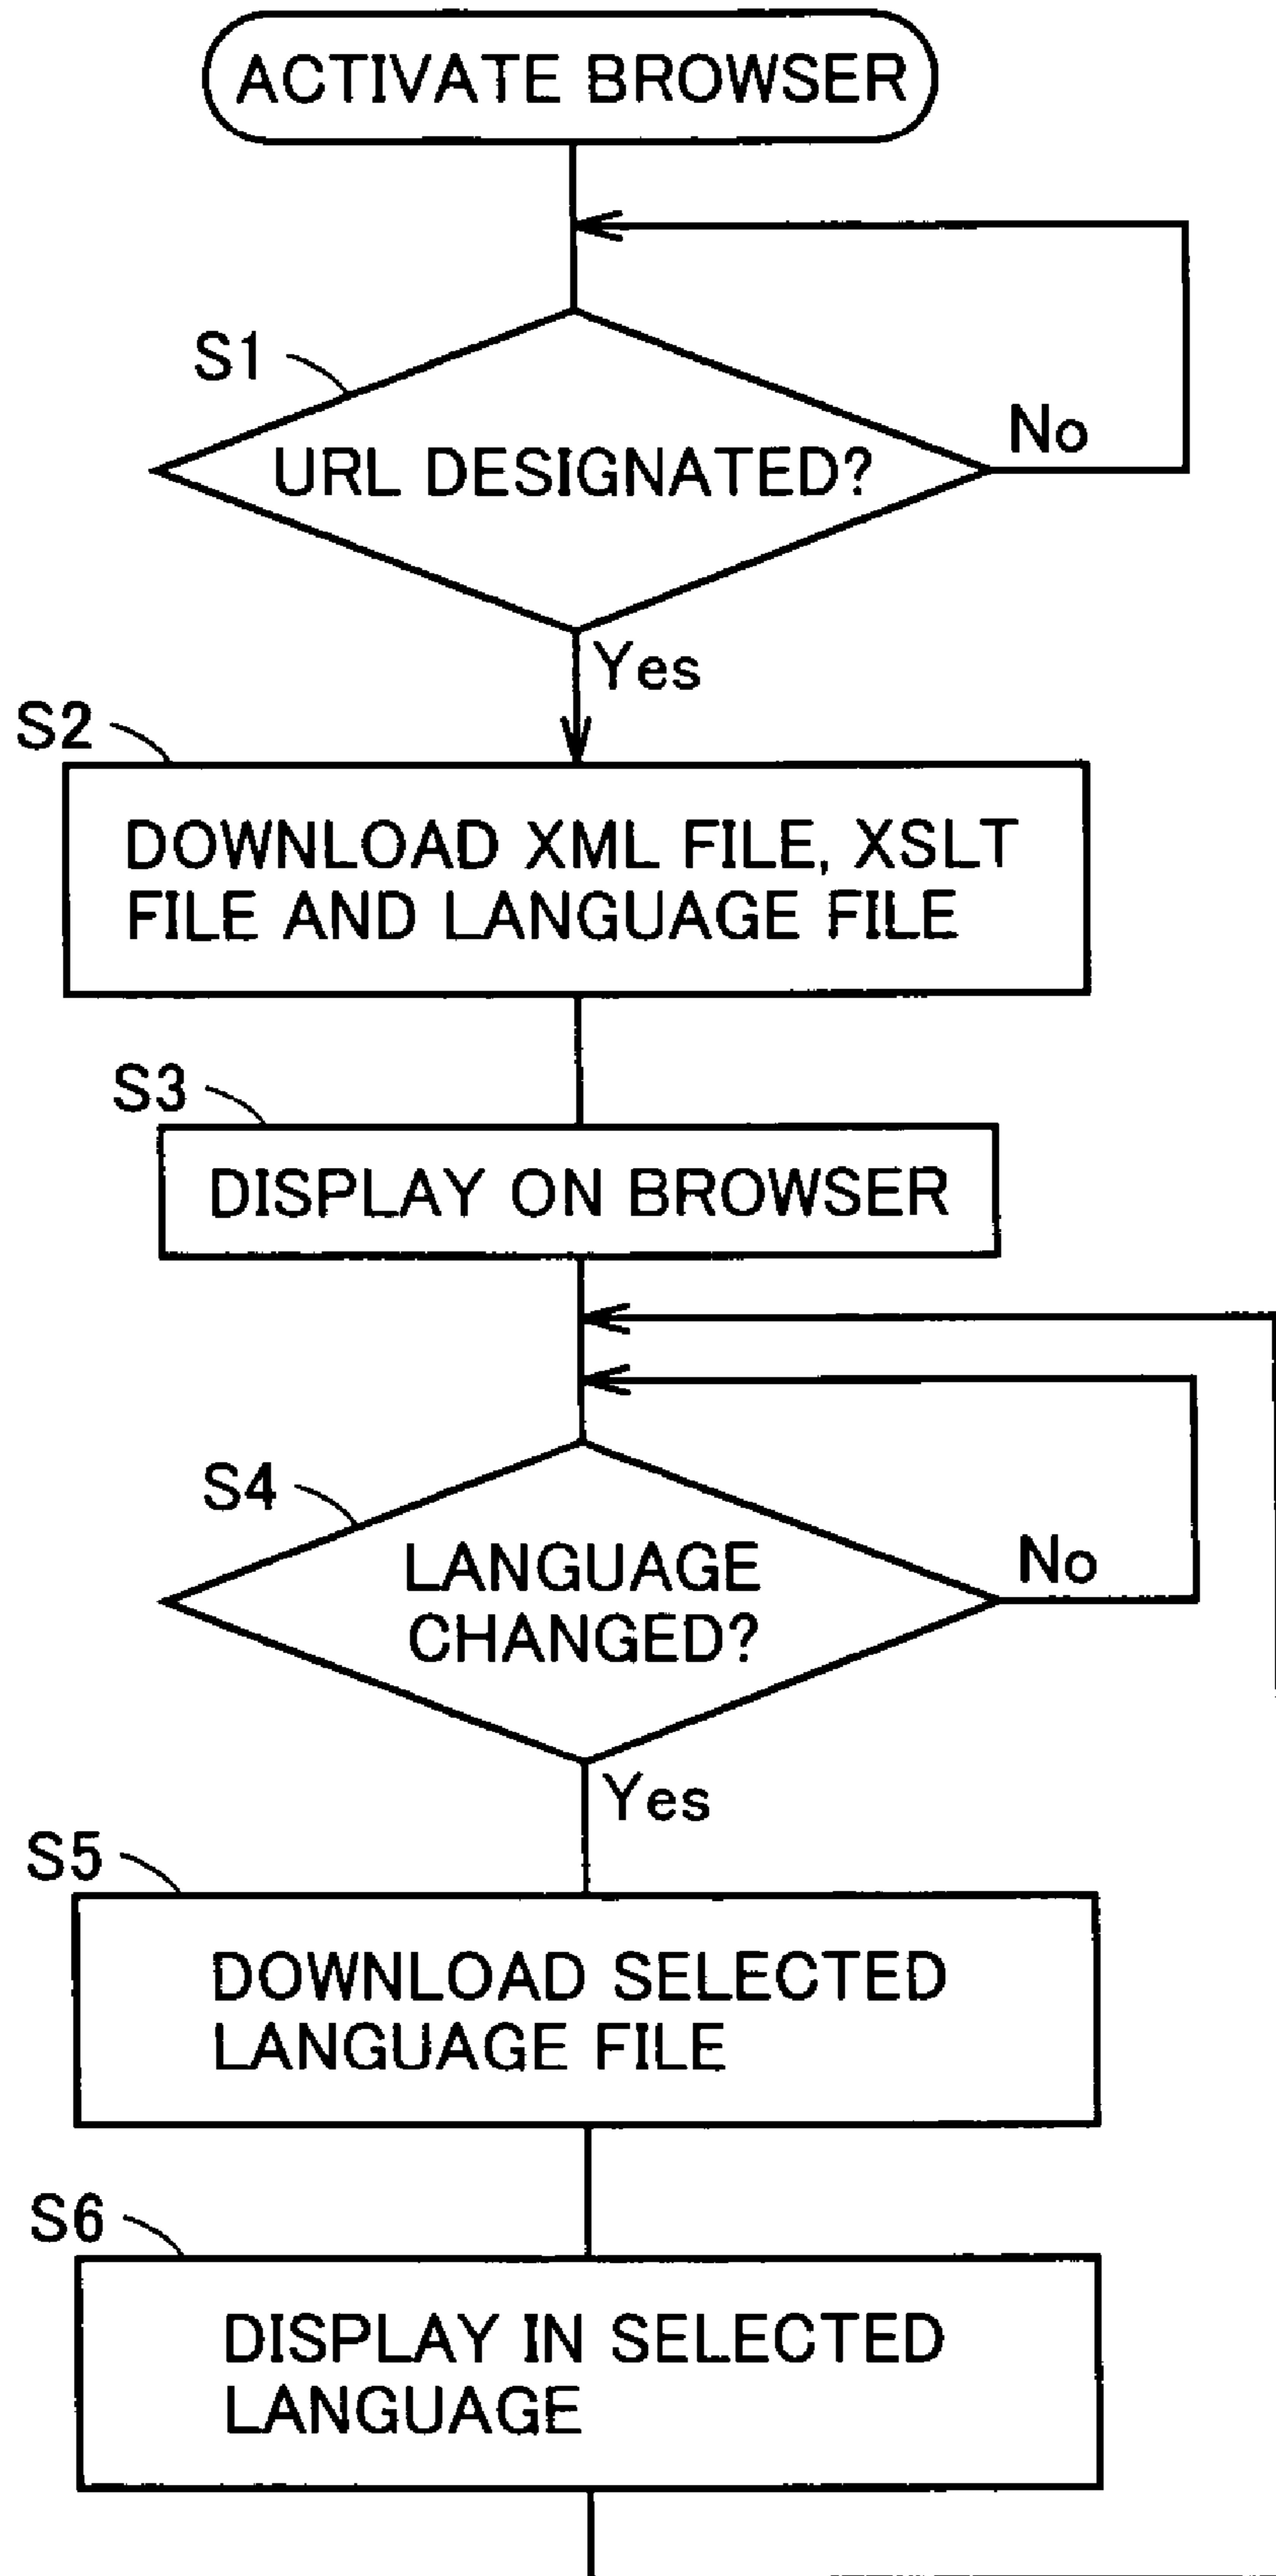 ACTIVATE BROWSER
S1
URL DESIGNATED?
No
Yes
S2
DOWNLOAD XML FILE, XSLT
FILE AND LANGUAGE FILE
S3
DISPLAY ON BROWSER
S4
LANGUAGE
CHANGED?
No
Yes
S5
DOWNLOAD SELECTED
LANGUAGE FILE
S6
DISPLAY IN SELECTED
LANGUAGE